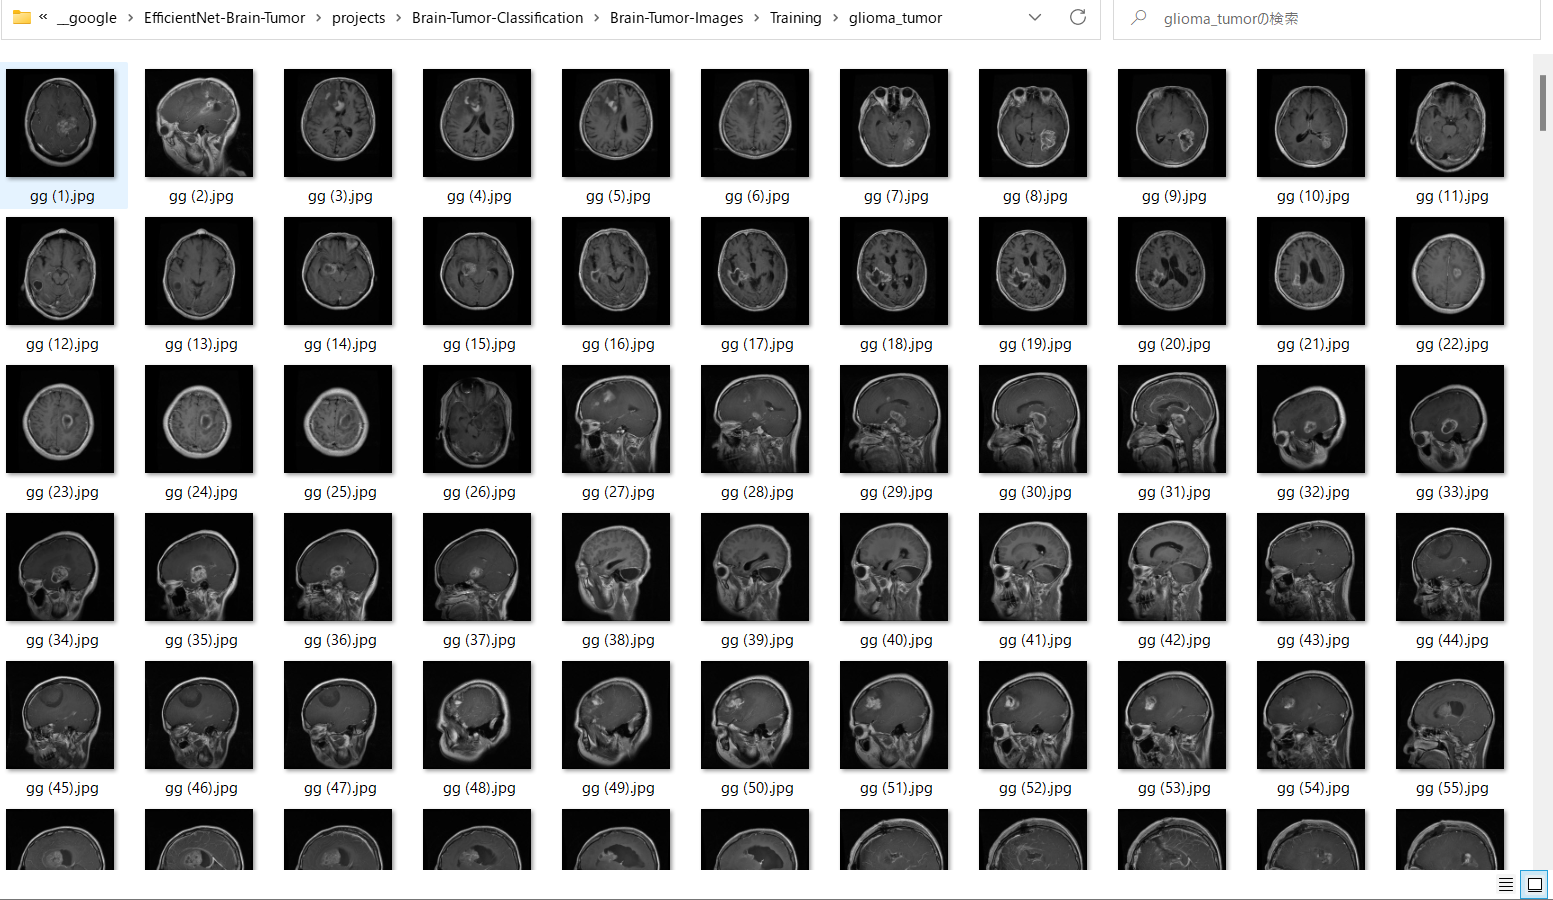 « __google > EfficientNet-Brain-Tumor > projects > Brain-Tumor-Classification > Brain-Tumor-Images > Training > glioma_tumor
glioma_tumorの検索
gg (1).jpg gg (2).jpg gg (3).jpg gg (4).jpg gg (5).jpg gg (6).jpg gg (7).jpg gg (8).jpg gg (9).jpg gg (10).jpg gg (11).jpg
gg (12).jpg gg (13).jpg gg (14).jpg gg (15).jpg gg (16).jpg gg (17).jpg gg (18).jpg gg (19).jpg gg (20).jpg gg (21).jpg gg (22).jpg
gg (23).jpg gg (24).jpg gg (25).jpg gg (26).jpg gg (27).jpg gg (28).jpg gg (29).jpg gg (30).jpg gg (31).jpg gg (32).jpg gg (33).jpg
gg (34).jpg gg (35).jpg gg (36).jpg gg (37).jpg gg (38).jpg gg (39).jpg gg (40).jpg gg (41).jpg gg (42).jpg gg (43).jpg gg (44).jpg
gg (45).jpg gg (46).jpg gg (47).jpg gg (48).jpg gg (49).jpg gg (50).jpg gg (51).jpg gg (52).jpg gg (53).jpg gg (54).jpg gg (55).jpg